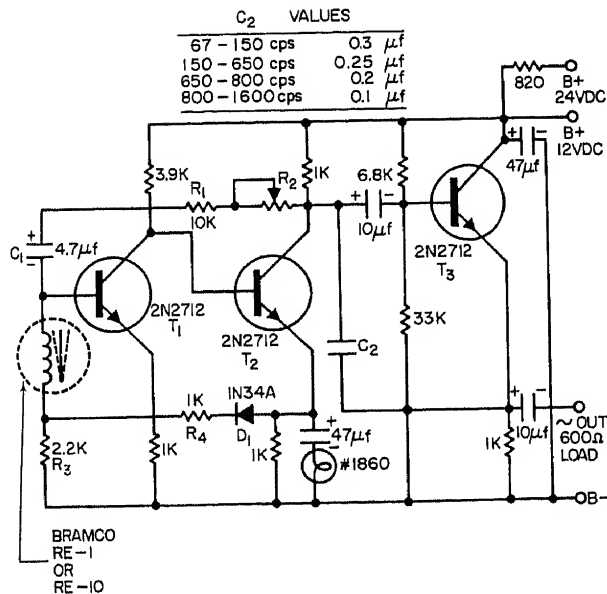 C2 VALUES
67-150 cps 0.3 µf
150-650 cps 0.25 µf
650-800 cps 0.2 µf
800-1600 cps 0.1 µf
820
B+
24VDC
B+
12VDC
3.9K
R1
10K
R2
1K
6.8K
+ -
47µf
+ -
10µf
C1
+
-
4.7µf
2N2712
T1
2N2712
T2
2N2712
T3
C2
33K
1K
R4
1N34A
D1
1K
+
-
47µf
#1860
+ -
10µf
~OUT
600Ω
LOAD
1K
2.2K
R3
1K
B-
BRAMCO
RE-1
OR
RE-10